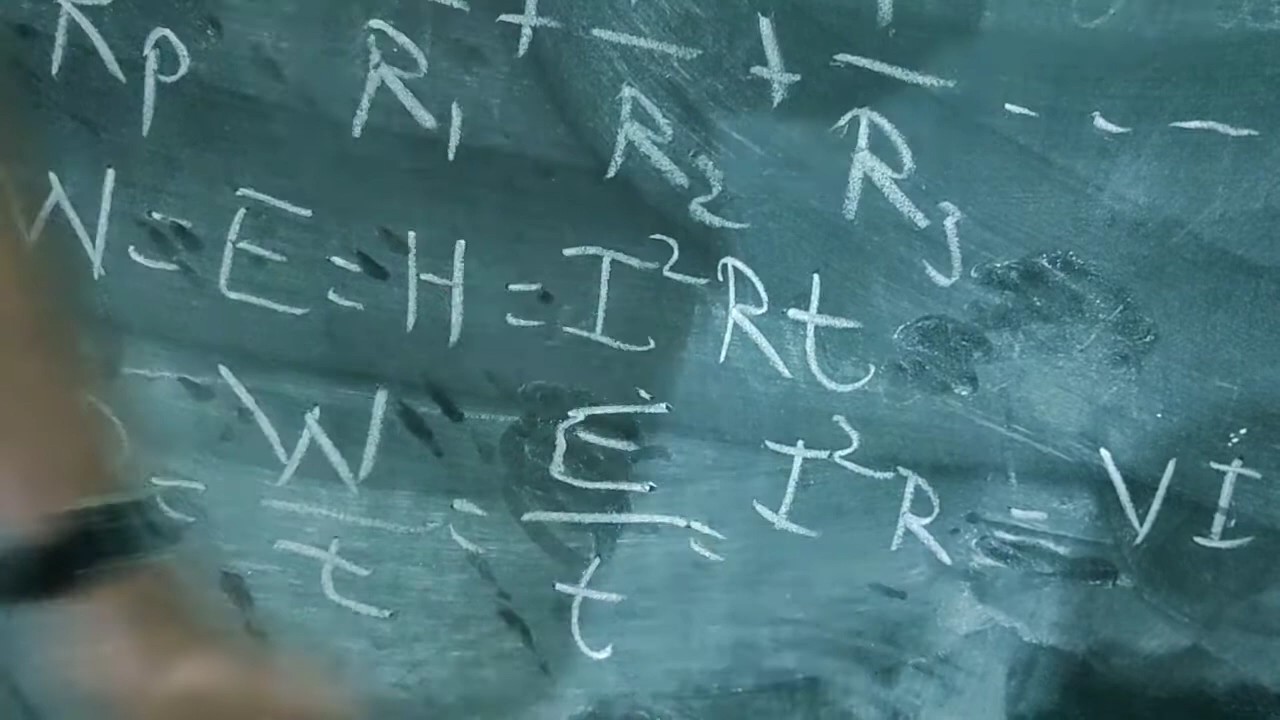 Rp R₁ + — R₂ + — R₃ - - -
W = E = H = I²Rt
P = W/t = E/t = I²R = VI